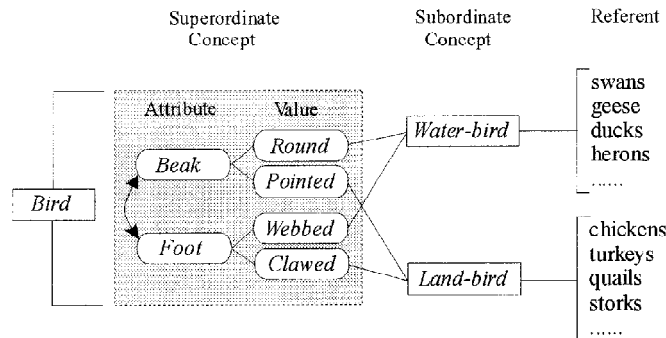 Superordinate
Concept
Subordinate
Concept
Referent
Attribute
Value
Bird
Beak
Foot
Round
Pointed
Webbed
Clawed
Water-bird
Land-bird
swans
geese
ducks
herons
......
chickens
turkeys
quails
storks
......